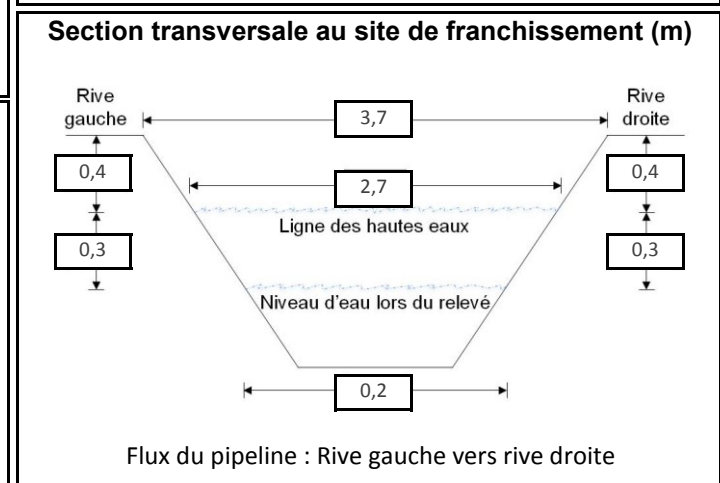 Section transversale au site de franchissement (m)
Rive
gauche
Rive
droite
3,7
0,4
0,4
2,7
Ligne des hautes eaux
0,3
0,3
Niveau d'eau lors du relevé
0,2
Flux du pipeline : Rive gauche vers rive droite